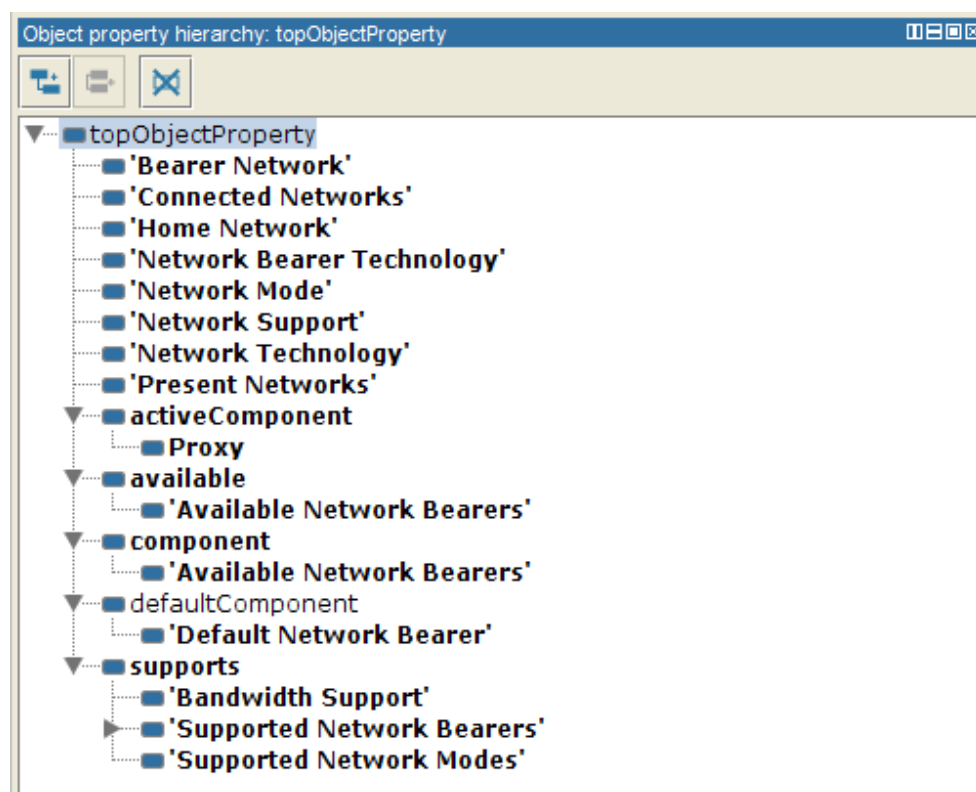 Object property hierarchy: topObjectProperty
topObjectProperty
'Bearer Network'
'Connected Networks'
'Home Network'
'Network Bearer Technology'
'Network Mode'
'Network Support'
'Network Technology'
'Present Networks'
activeComponent
Proxy
available
'Available Network Bearers'
component
'Available Network Bearers'
defaultComponent
'Default Network Bearer'
supports
'Bandwidth Support'
'Supported Network Bearers'
'Supported Network Modes'